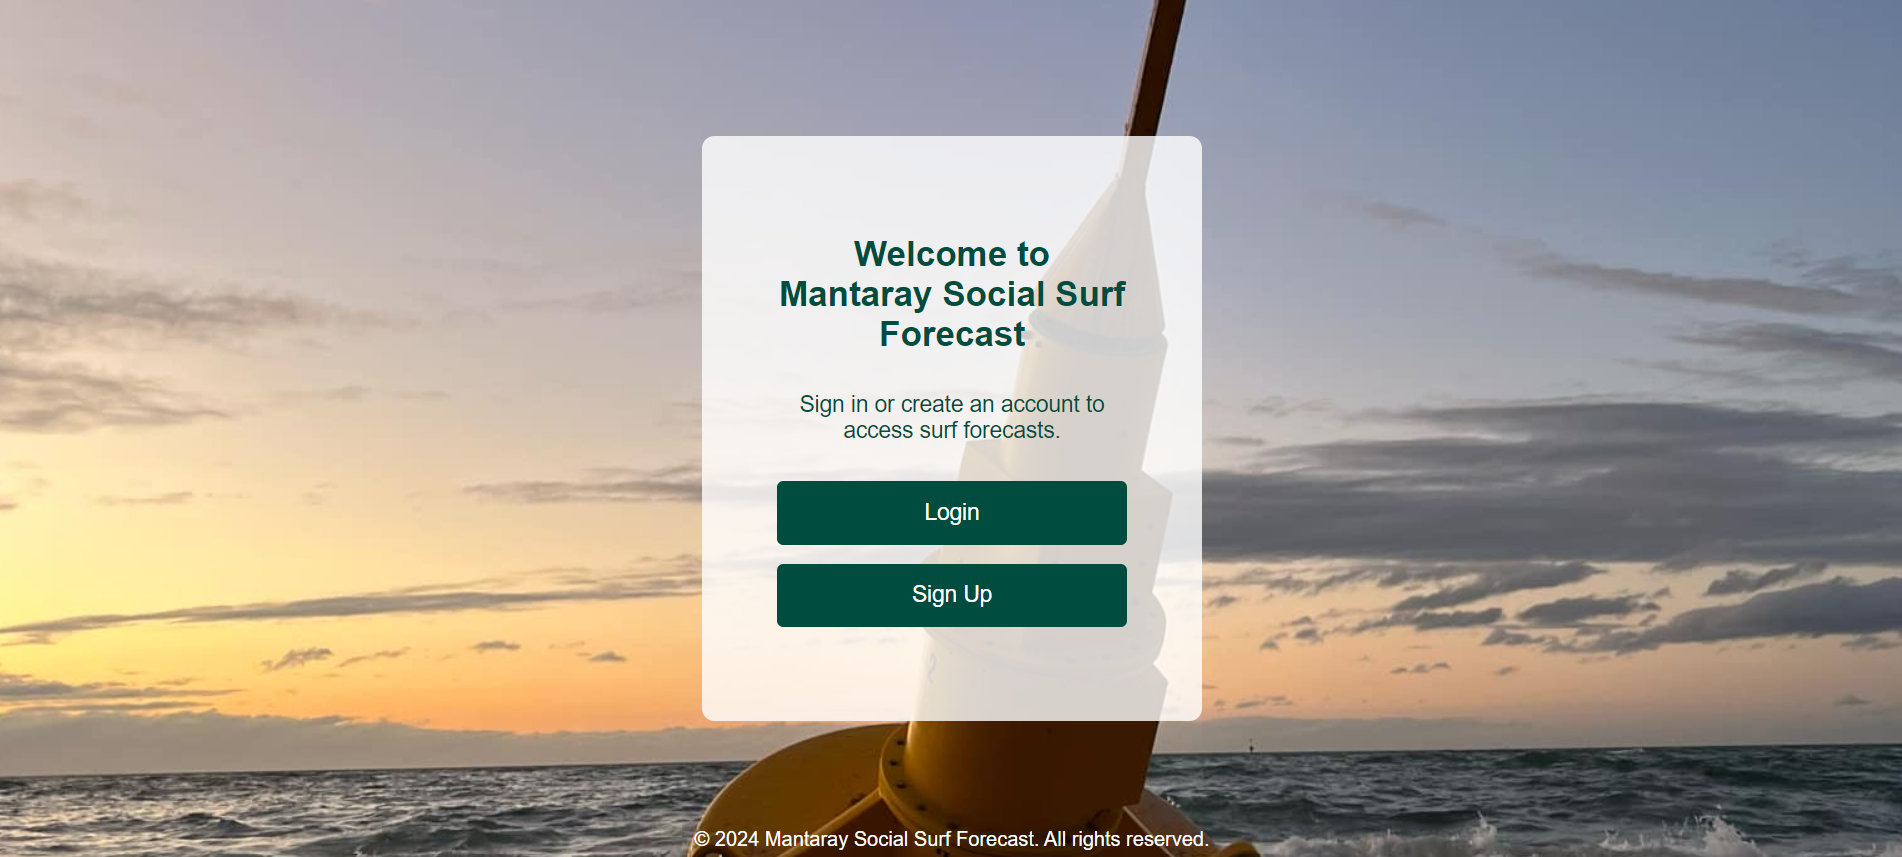 Welcome to
Mantaray Social Surf
Forecast
Sign in or create an account to
access surf forecasts.
Login
Sign Up
© 2024 Mantaray Social Surf Forecast. All rights reserved.